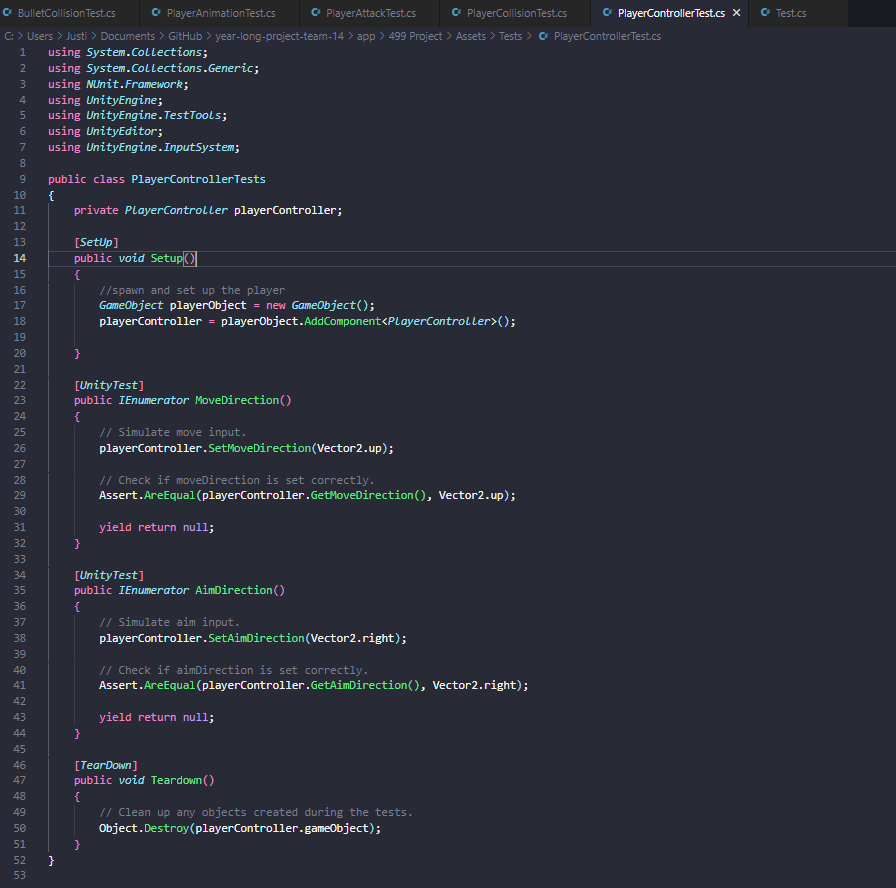 BulletCollisionTest.cs PlayerAnimationTest.cs PlayerAttackTest.cs PlayerCollisionTest.cs PlayerControllerTest.cs Test.cs
C: > Users > Justi > Documents > GitHub > year-long-project-team-14 > app > 499 Project > Assets > Tests > PlayerControllerTest.cs
1 using System.Collections;
2 using System.Collections.Generic;
3 using NUnit.Framework;
4 using UnityEngine;
5 using UnityEngine.TestTools;
6 using UnityEditor;
7 using UnityEngine.InputSystem;
8
9 public class PlayerControllerTests
10 {
11 private PlayerController playerController;
12
13 [SetUp]
14 public void Setup()
15 {
16 //spawn and set up the player
17 GameObject playerObject = new GameObject();
18 playerController = playerObject.AddComponent<PlayerController>();
19
20 }
21
22 [UnityTest]
23 public IEnumerator MoveDirection()
24 {
25 // Simulate move input.
26 playerController.SetMoveDirection(Vector2.up);
27
28 // Check if moveDirection is set correctly.
29 Assert.AreEqual(playerController.GetMoveDirection(), Vector2.up);
30
31 yield return null;
32 }
33
34 [UnityTest]
35 public IEnumerator AimDirection()
36 {
37 // Simulate aim input.
38 playerController.SetAimDirection(Vector2.right);
39
40 // Check if aimDirection is set correctly.
41 Assert.AreEqual(playerController.GetAimDirection(), Vector2.right);
42
43 yield return null;
44 }
45
46 [TearDown]
47 public void Teardown()
48 {
49 // Clean up any objects created during the tests.
50 Object.Destroy(playerController.gameObject);
51 }
52 }
53